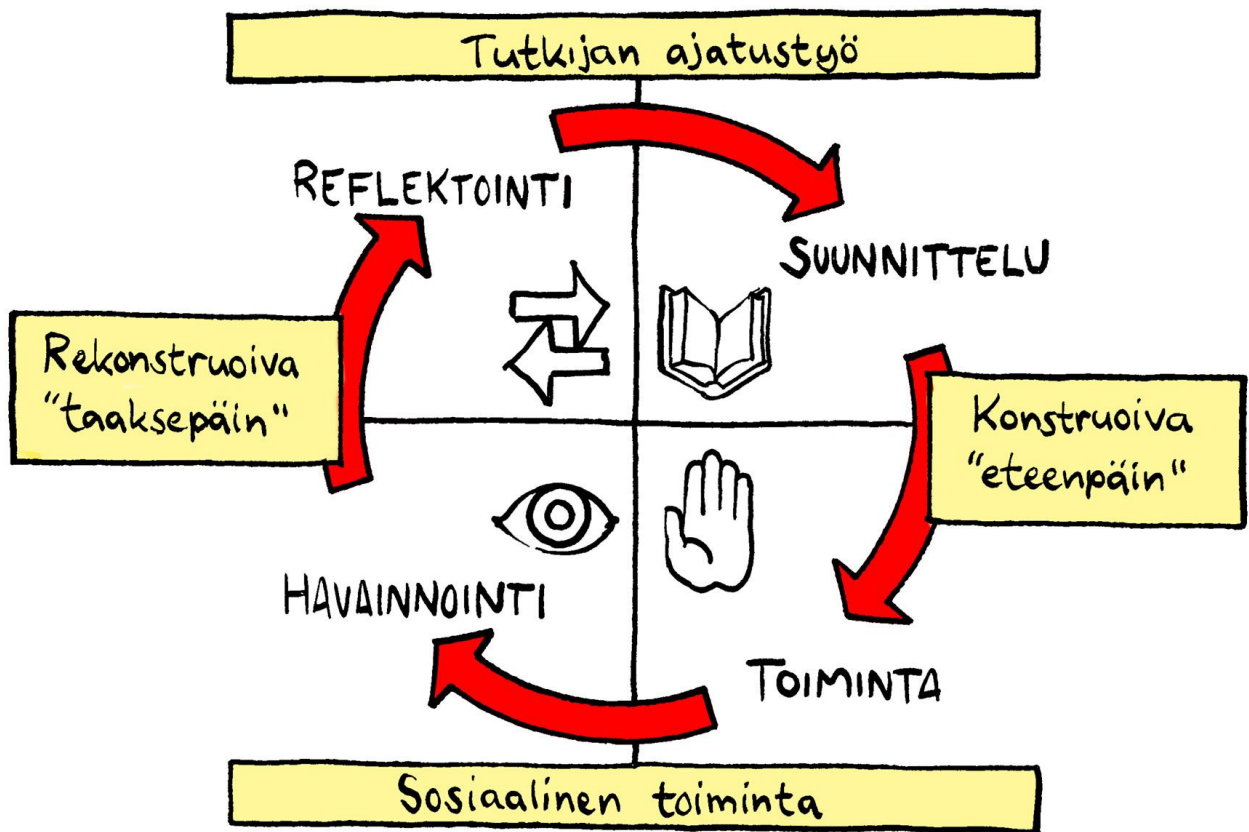 Tutkijan ajatustyö
REFLEKTOINTI
SUUNNITTELU
Rekonstruoiva
"taaksepäin"
Konstruoiva
"eteenpäin"
HAVAINNOINTI
TOIMINTA
Sosiaalinen toiminta